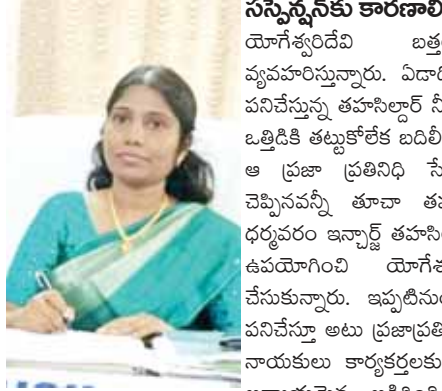 సస్పెన్షన్‌కు కారణాలి
యోగేశ్వరిదేవి బత్త
వ్యవహరిస్తున్నారు. ఏడాది
పనిచేస్తున్న తహసిల్దార్ నీ
ఒత్తిడికి తట్టుకోలేక బదిలీ
ఆ ప్రజా ప్రతినిధి సే
చెప్పినవన్నీ తూచా తప
ధర్మవరం ఇన్చార్జ్ తహసిల
ఉపయోగించి యోగేశ
చేసుకున్నారు. ఇప్పటినుం
పనిచేస్తూ అటు ప్రజాప్రతి
నాయకులు కార్యకర్తలకు